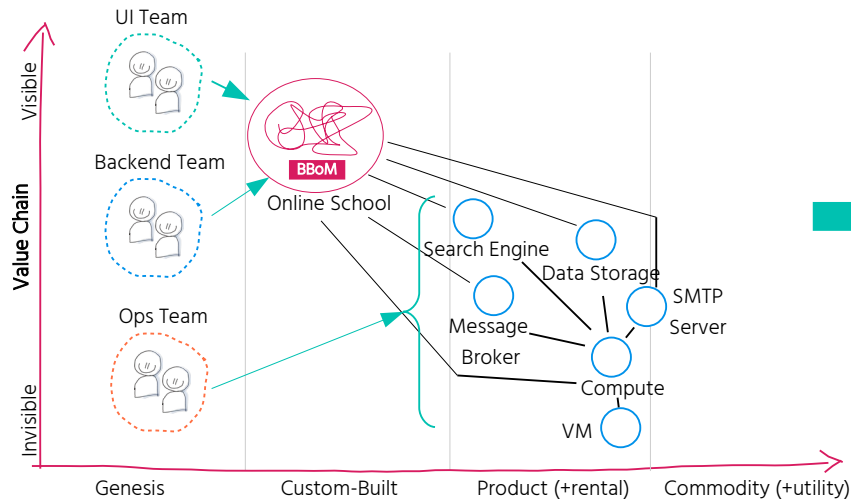 UI Team
Visible
Backend Team
BBoM
Online School
Value Chain
Search Engine
Data Storage
SMTP
Server
Ops Team
Message
Broker
Compute
VM
Invisible
Genesis
Custom-Built
Product (+rental)
Commodity (+utility)